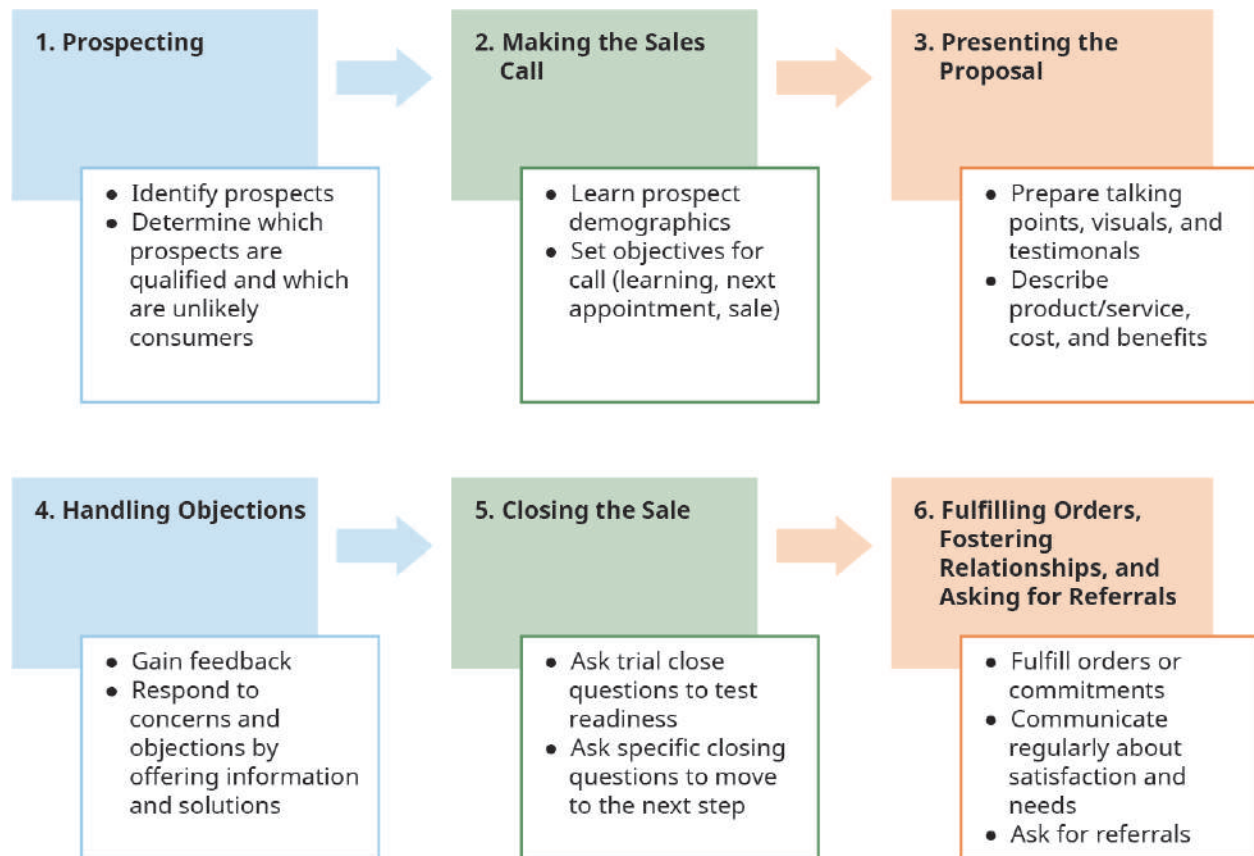 1. Prospecting
● Identify prospects
● Determine which
prospects are
qualified and which
are unlikely
consumers
2. Making the Sales
Call
● Learn prospect
demographics
● Set objectives for
call (learning, next
appointment, sale)
3. Presenting the
Proposal
● Prepare talking
points, visuals, and
testimonals
● Describe
product/service,
cost, and benefits
4. Handling Objections
● Gain feedback
● Respond to
concerns and
objections by
offering information
and solutions
5. Closing the Sale
● Ask trial close
questions to test
readiness
● Ask specific closing
questions to move
to the next step
6. Fulfilling Orders,
Fostering
Relationships, and
Asking for Referrals
● Fulfill orders or
commitments
● Communicate
regularly about
satisfaction and
needs
● Ask for referrals